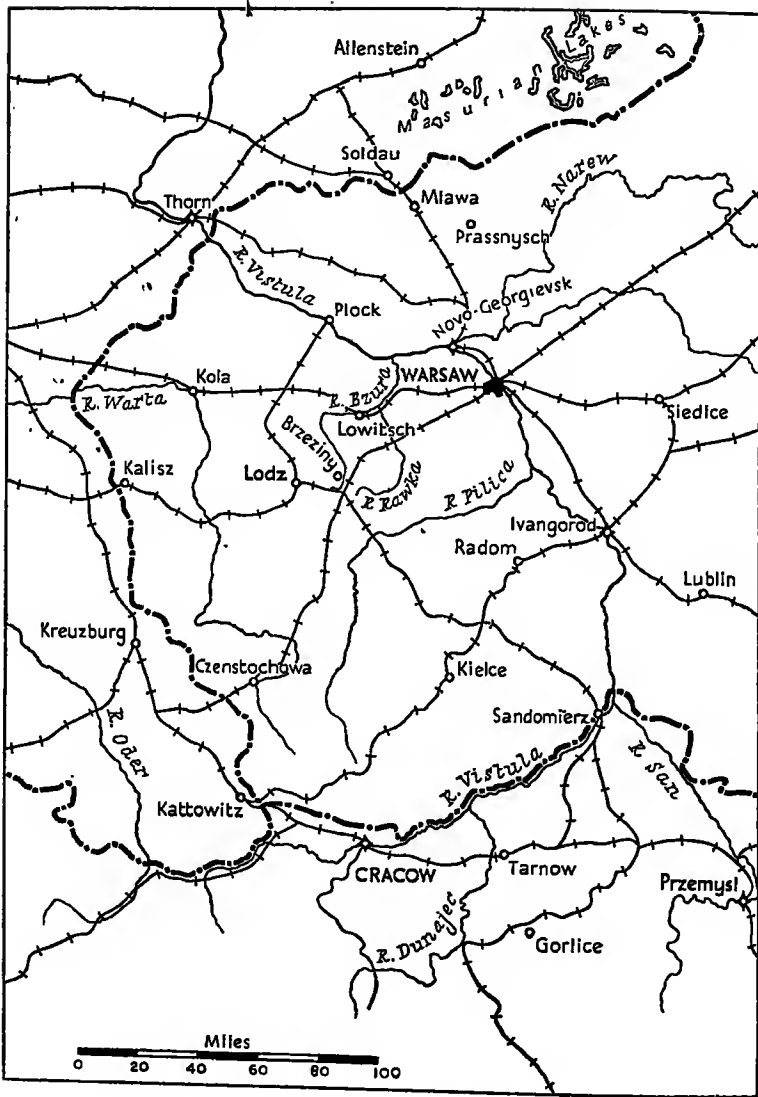 Allenstein
Masurian Lakes
Soldau
Mlawa
R. Narew
Thorn
Prassnysch
R. Vistula
Plock
Novo-Georgievsk
Kola
R. Bzura
WARSAW
R. Warta
Lowitsch
Siedlce
Brzeziny
Kalisz
Lodz
R Rawka
R Pilica
Ivangorod
Radom
Lublin
Kreuzburg
Czenstochowa
Kielce
Sandomierz
R. Oder
R. Vistula
R San
Kattowitz
CRACOW
Tarnow
Przemysl
R. Dunajec
Gorlice
Miles
0 20 40 60 80 100